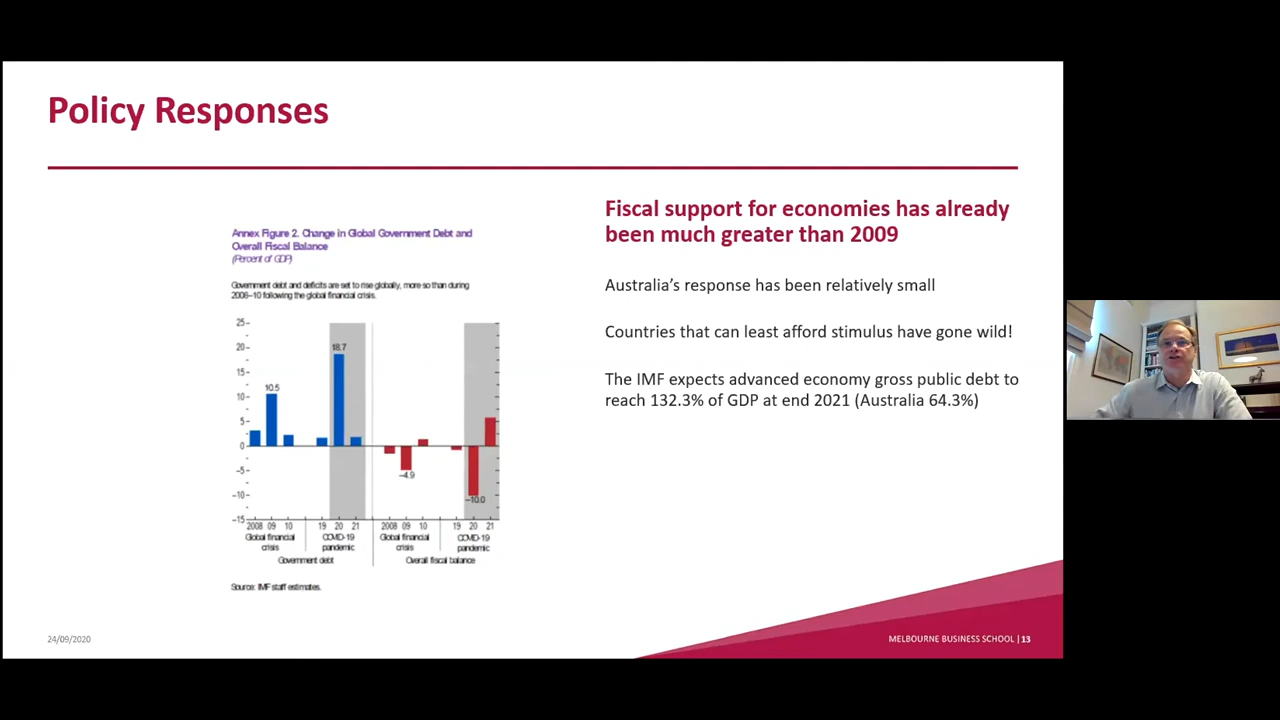 Policy Responses
Fiscal support for economies has already
been much greater than 2009
Annex Figure 2. Change in Global Government Debt and
Overall Fiscal Balance
(Percent of GDP)
Government debt and deficits are set to rise globally, more so than during
2008–10 following the global financial crisis.
Australia's response has been relatively small
Countries that can least afford stimulus have gone wild!
The IMF expects advanced economy gross public debt to
reach 132.3% of GDP at end 2021 (Australia 64.3%)
25
20
15
10
5
0
–5
–10
–15
10.5
18.7
–4.9
–10.0
2008 09 10 19 20 21 2008 09 10 19 20 21
Global financial crisis
COVID-19 pandemic
Global financial crisis
COVID-19 pandemic
Government debt
Overall fiscal balance
Source: IMF staff estimates.
24/09/2020
MELBOURNE BUSINESS SCHOOL | 13